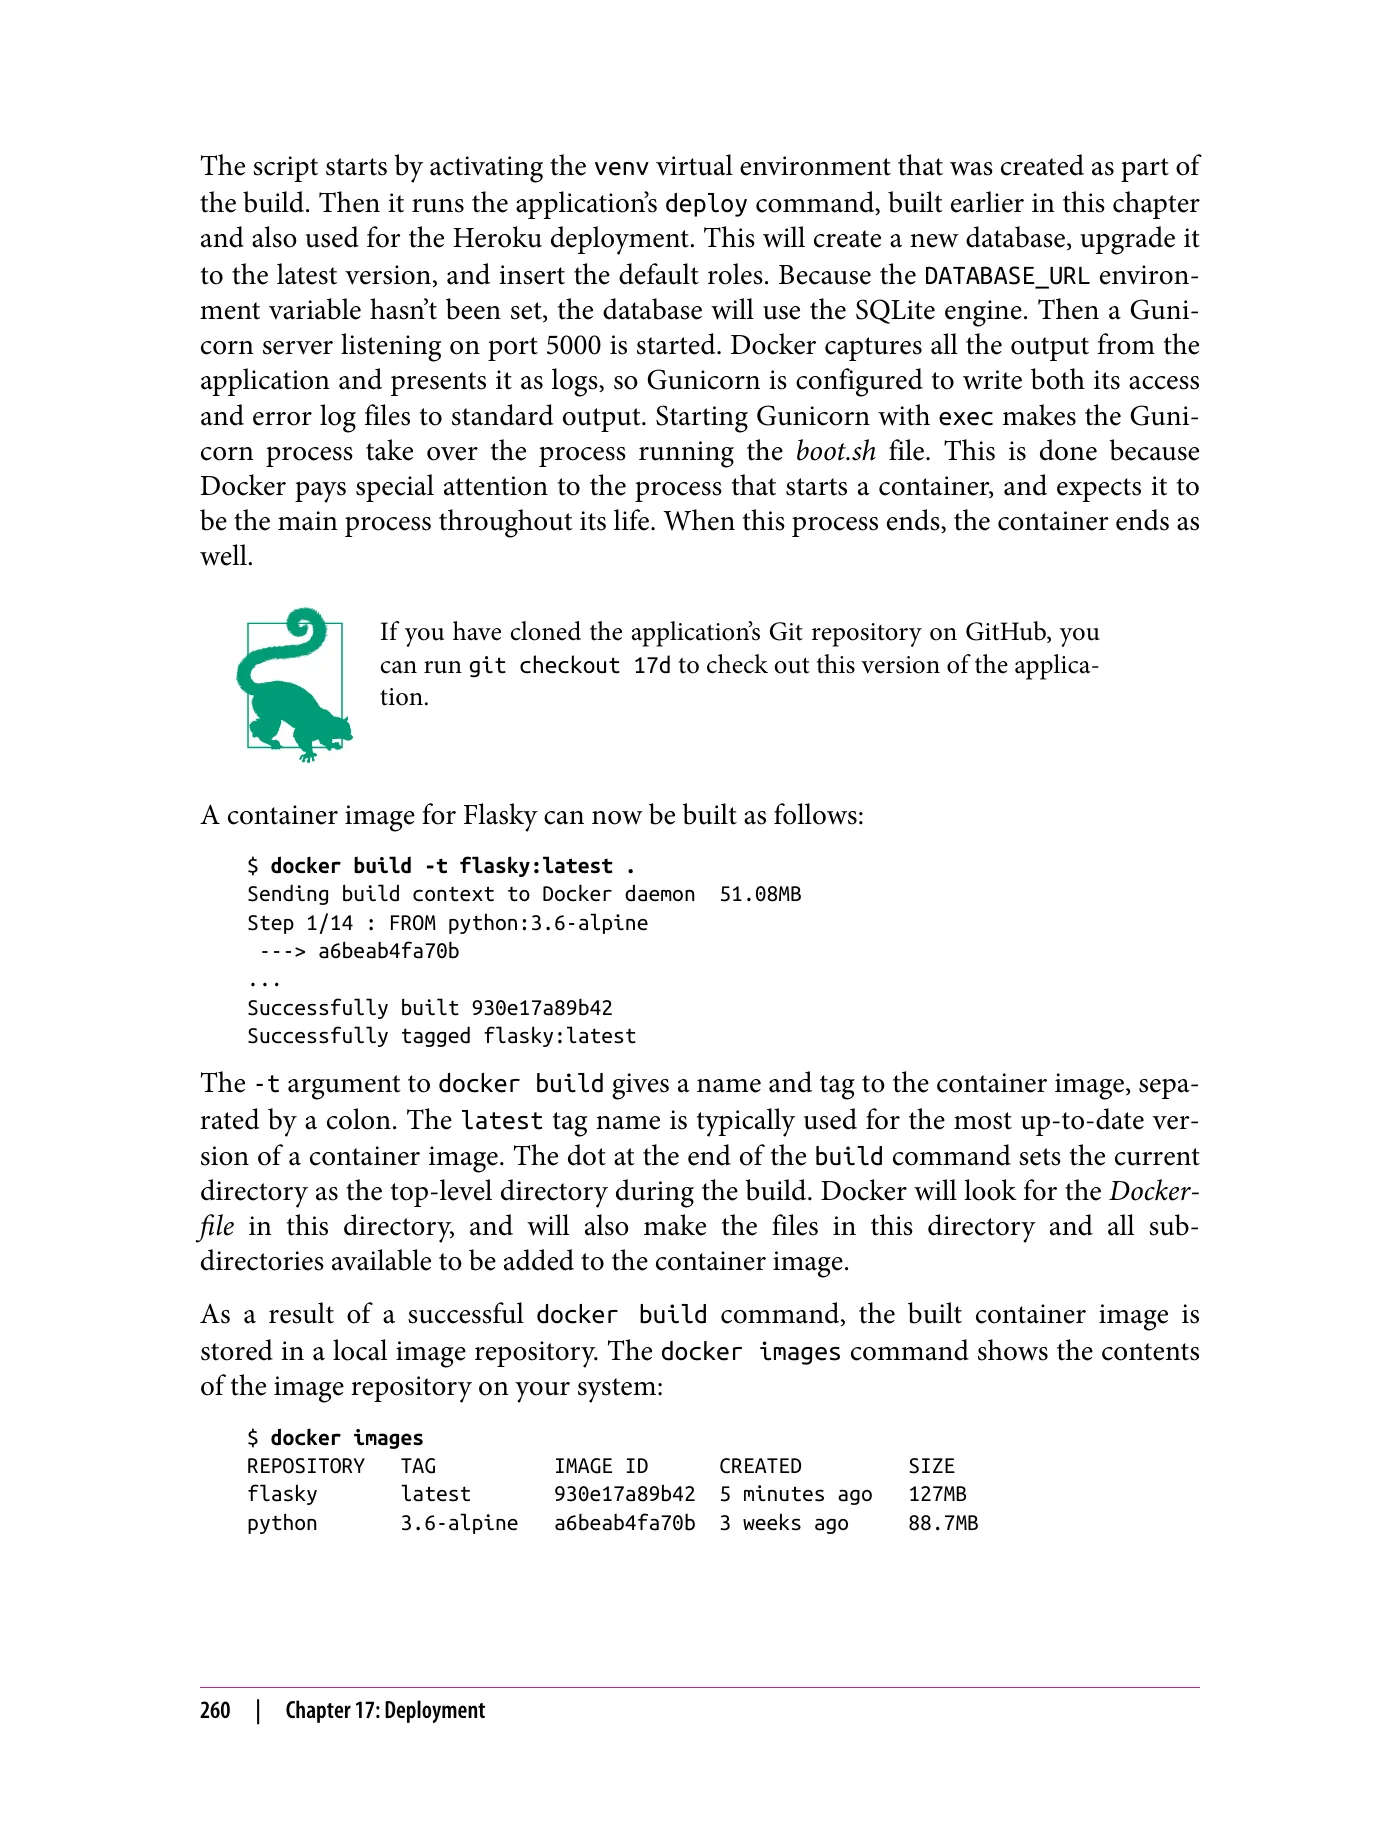 The script starts by activating the venv virtual environment that was created as part of
the build. Then it runs the application’s deploy command, built earlier in this chapter
and also used for the Heroku deployment. This will create a new database, upgrade it
to the latest version, and insert the default roles. Because the DATABASE_URL environ-
ment variable hasn’t been set, the database will use the SQLite engine. Then a Guni-
corn server listening on port 5000 is started. Docker captures all the output from the
application and presents it as logs, so Gunicorn is configured to write both its access
and error log files to standard output. Starting Gunicorn with exec makes the Guni-
corn process take over the process running the boot.sh file. This is done because
Docker pays special attention to the process that starts a container, and expects it to
be the main process throughout its life. When this process ends, the container ends as
well.
If you have cloned the application’s Git repository on GitHub, you
can run git checkout 17d to check out this version of the applica-
tion.
A container image for Flasky can now be built as follows:
$ docker build -t flasky:latest .
Sending build context to Docker daemon  51.08MB
Step 1/14 : FROM python:3.6-alpine
 ---> a6beab4fa70b
...
Successfully built 930e17a89b42
Successfully tagged flasky:latest
The -t argument to docker build gives a name and tag to the container image, sepa-
rated by a colon. The latest tag name is typically used for the most up-to-date ver-
sion of a container image. The dot at the end of the build command sets the current
directory as the top-level directory during the build. Docker will look for the Docker-
file in this directory, and will also make the files in this directory and all sub-
directories available to be added to the container image.
As a result of a successful docker build command, the built container image is
stored in a local image repository. The docker images command shows the contents
of the image repository on your system:
$ docker images
REPOSITORY   TAG          IMAGE ID      CREATED         SIZE
flasky       latest       930e17a89b42  5 minutes ago   127MB
python       3.6-alpine   a6beab4fa70b  3 weeks ago     88.7MB
260 | Chapter 17: Deployment